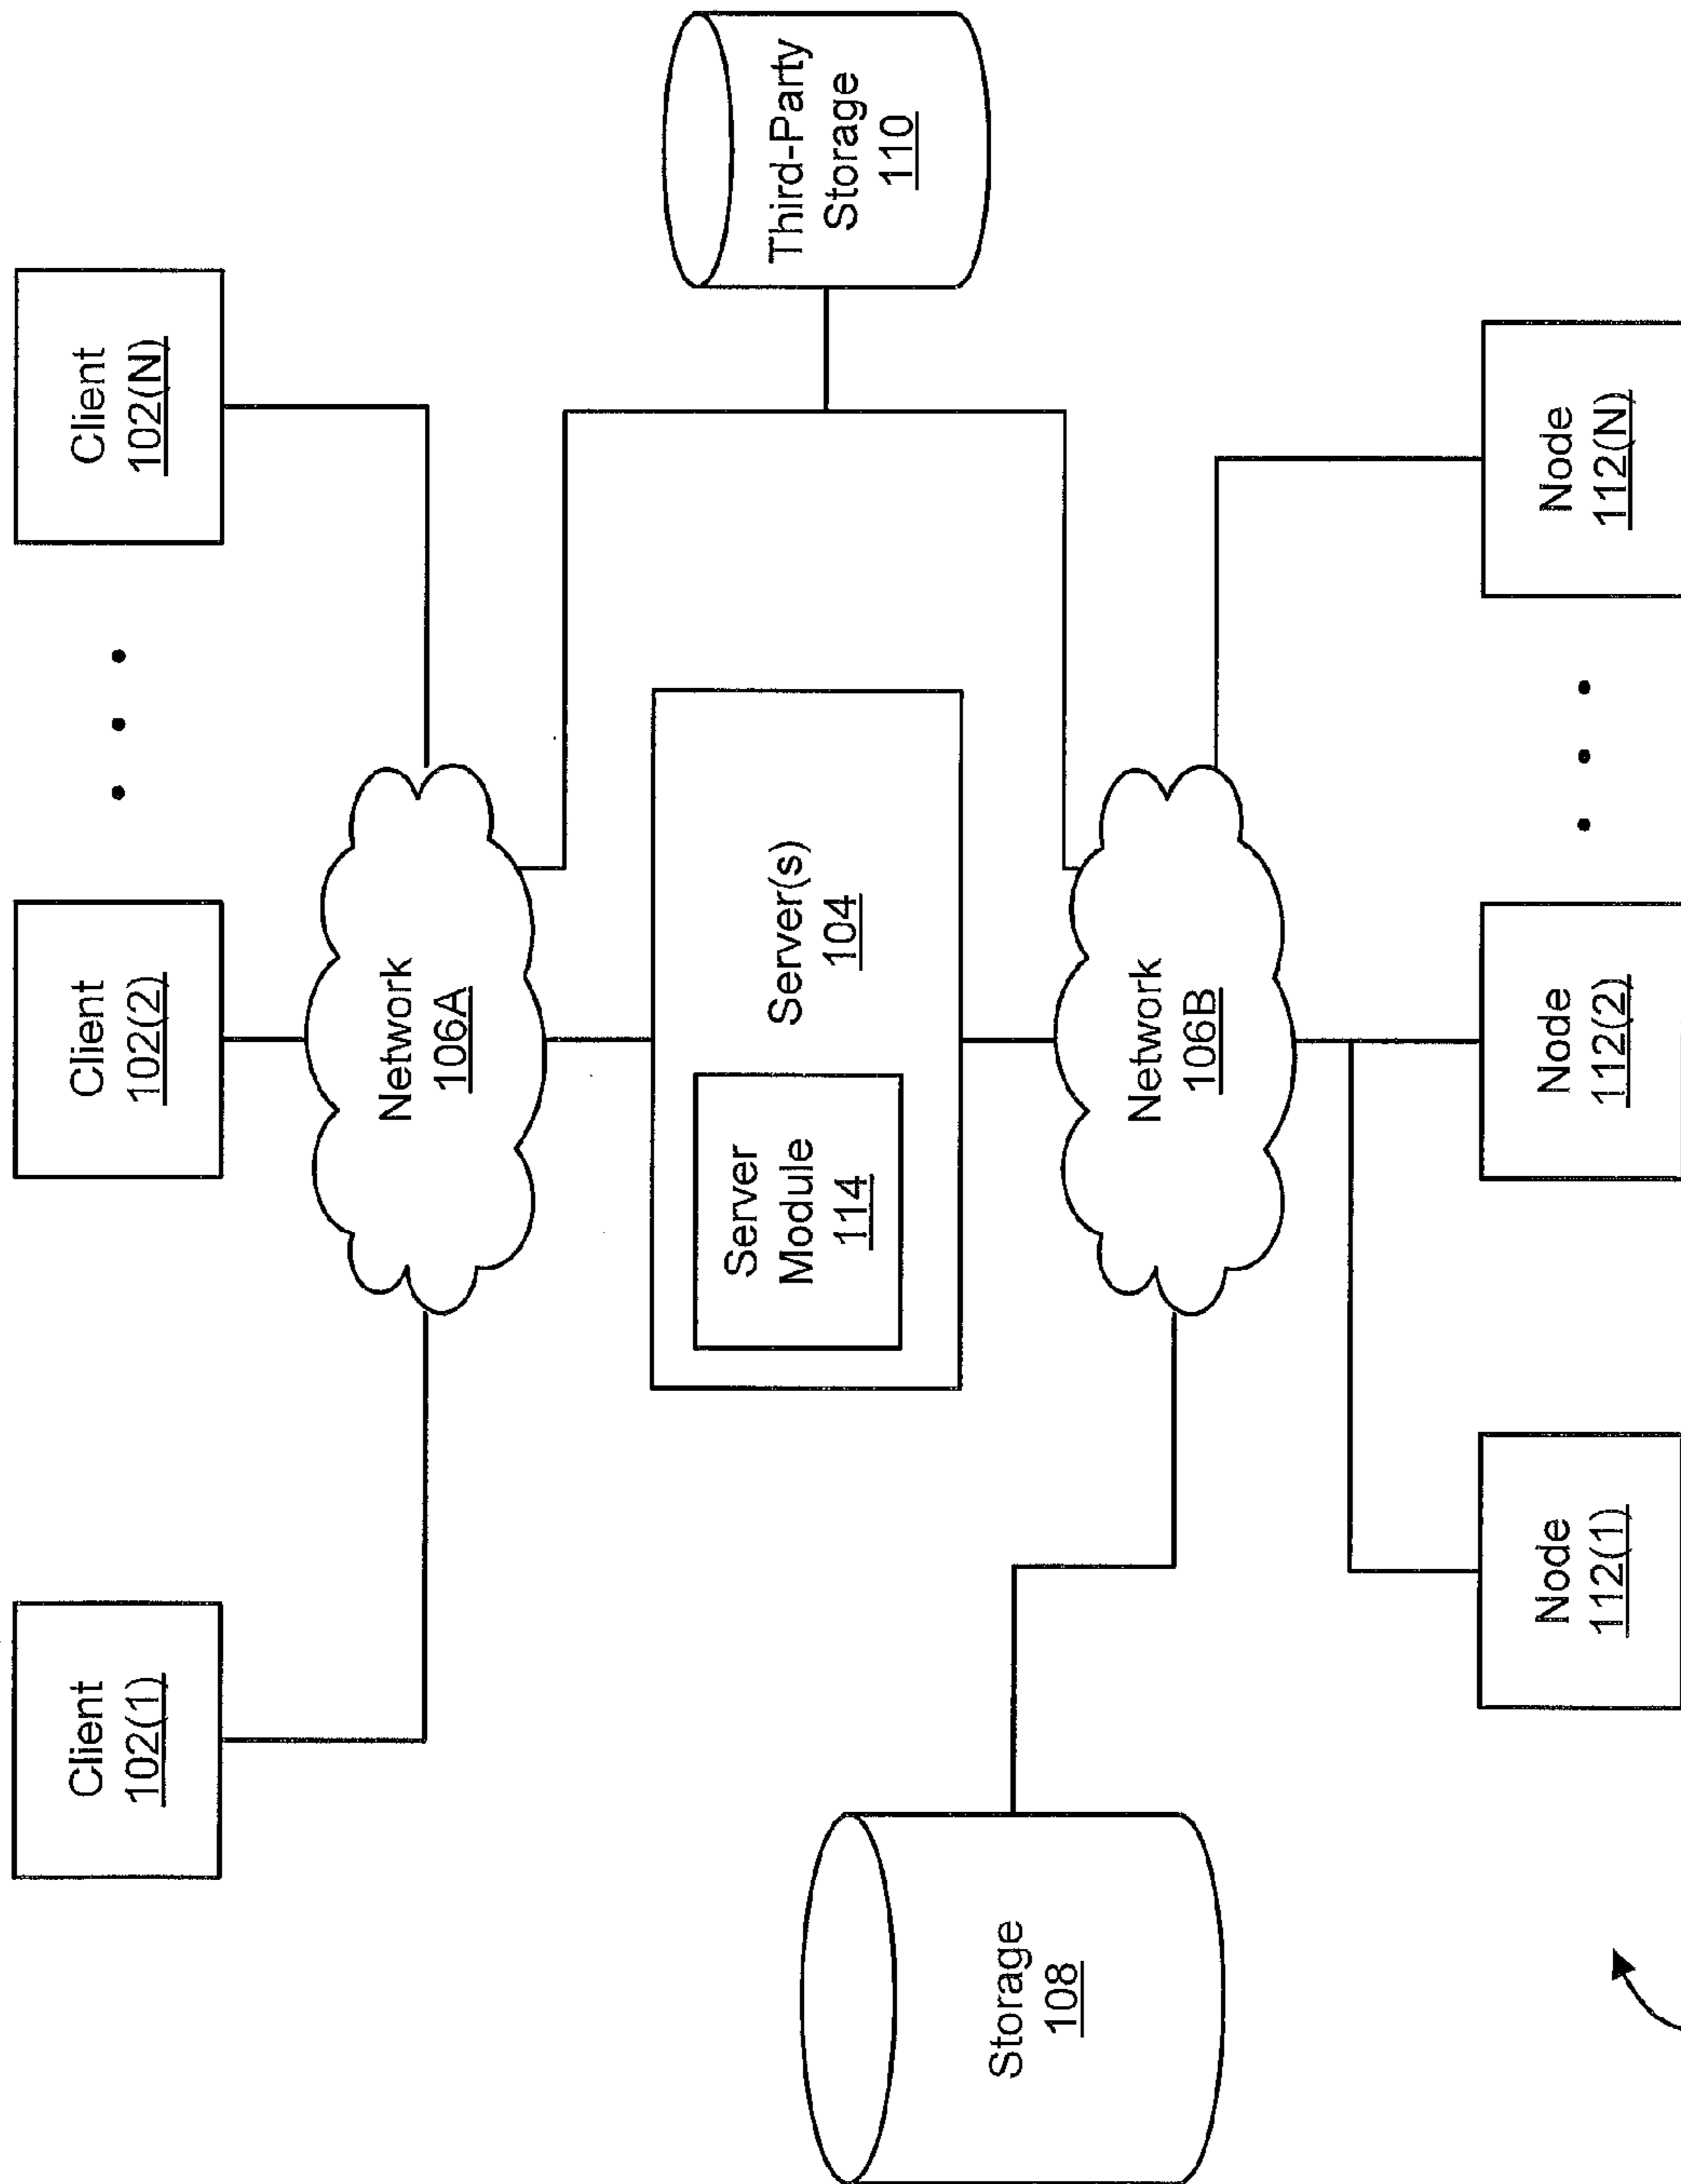 Client
102(1)
Client
102(2)
Client
102(N)
Network
106A
Server
Module
114
Server(s)
104
Third-Party
Storage
110
Storage
108
Network
106B
Node
112(1)
Node
112(2)
Node
112(N)